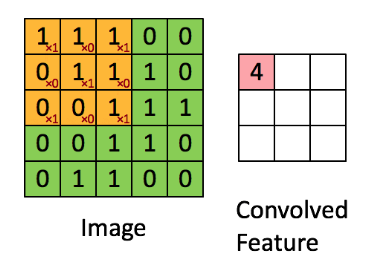 1×1 1×0 1×1 0 0
0×0 1×1 1×0 1 0
0×1 0×0 1×1 1 1
0 0 1 1 0
0 1 1 0 0
Image
4
Convolved
Feature